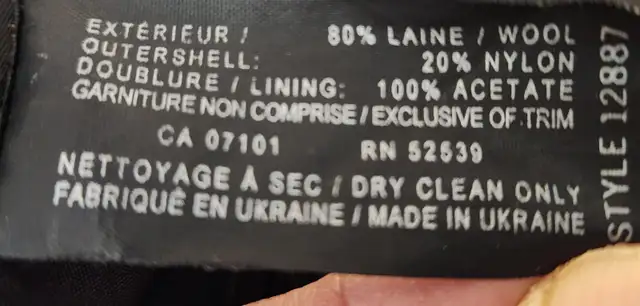 EXTÉRIEUR / 80% LAINE / WOOL
OUTERSHELL: 20% NYLON
DOUBLURE / LINING: 100% ACETATE
GARNITURE NON COMPRISE / EXCLUSIVE OF TRIM
CA 07101 RN 52539
NETTOYAGE À SEC / DRY CLEAN ONLY
FABRIQUÉ EN UKRAINE / MADE IN UKRAINE
STYLE 12887